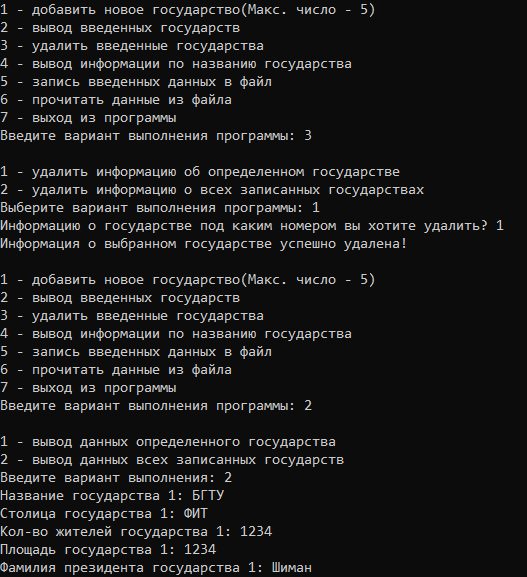 1 - добавить новое государство(Макс. число - 5)
2 - вывод введенных государств
3 - удалить введенные государства
4 - вывод информации по названию государства
5 - запись введенных данных в файл
6 - прочитать данные из файла
7 - выход из программы
Введите вариант выполнения программы: 3
1 - удалить информацию об определенном государстве
2 - удалить информацию о всех записанных государствах
Выберите вариант выполнения программы: 1
Информацию о государстве под каким номером вы хотите удалить? 1
Информация о выбранном государстве успешно удалена!
1 - добавить новое государство(Макс. число - 5)
2 - вывод введенных государств
3 - удалить введенные государства
4 - вывод информации по названию государства
5 - запись введенных данных в файл
6 - прочитать данные из файла
7 - выход из программы
Введите вариант выполнения программы: 2
1 - вывод данных определенного государства
2 - вывод данных всех записанных государств
Введите вариант выполнения: 2
Название государства 1: БГТУ
Столица государства 1: ФИТ
Кол-во жителей государства 1: 1234
Площадь государства 1: 1234
Фамилия президента государства 1: Шиман